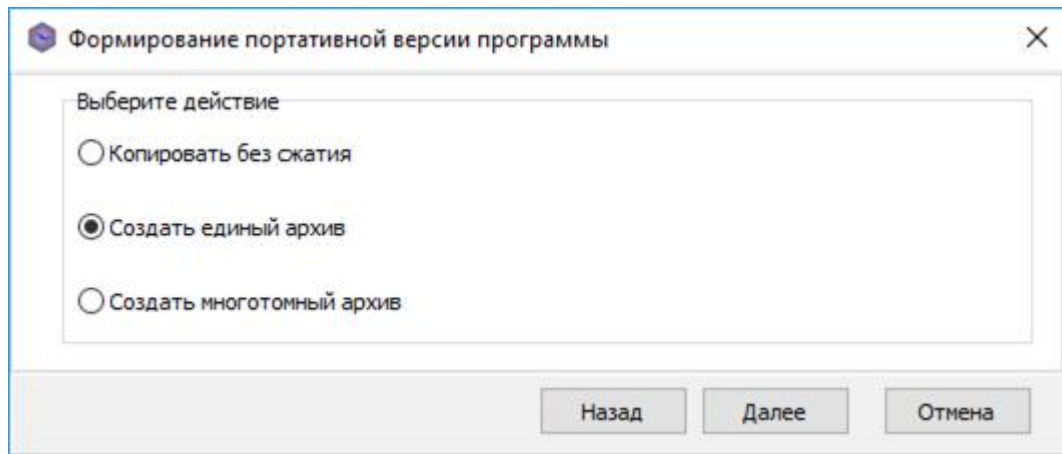 Формирование портативной версии программы
Выберите действие
Копировать без сжатия
Создать единый архив
Создать многотомный архив
Назад Далее Отмена